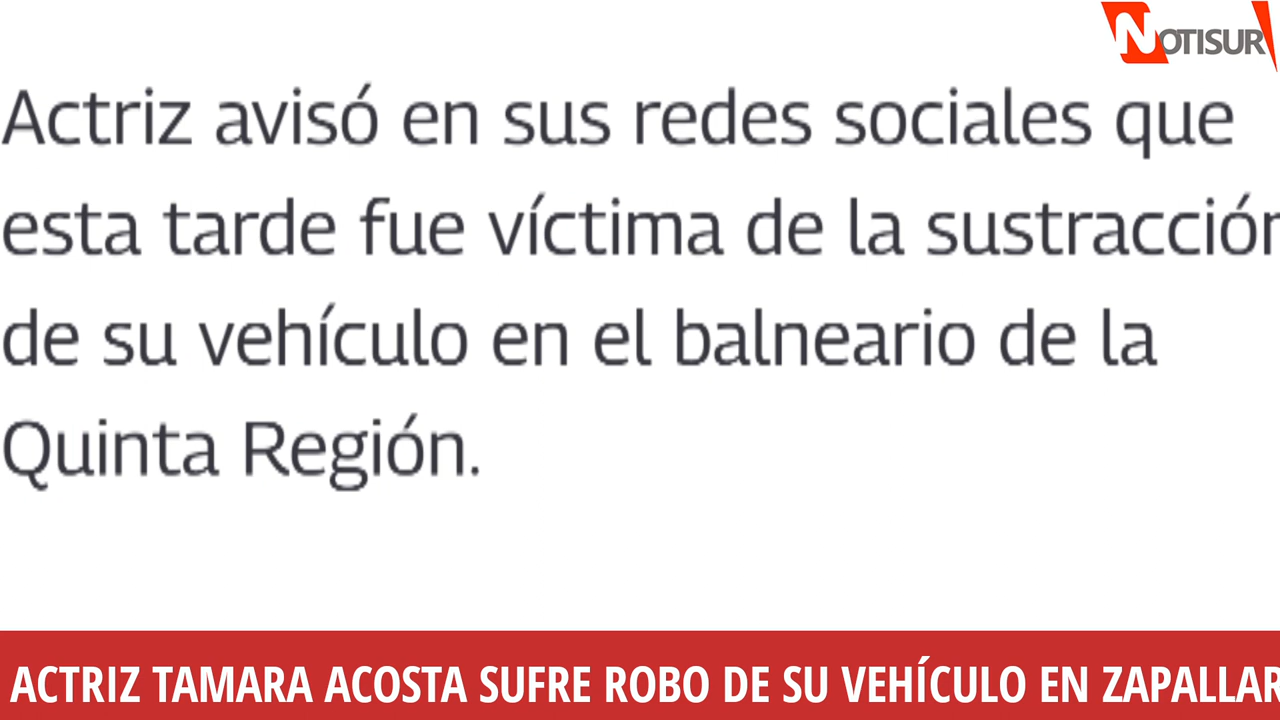 NOTISUR
Actriz avisó en sus redes sociales que
esta tarde fue víctima de la sustracción
de su vehículo en el balneario de la
Quinta Región.
ACTRIZ TAMARA ACOSTA SUFRE ROBO DE SU VEHÍCULO EN ZAPALLAR